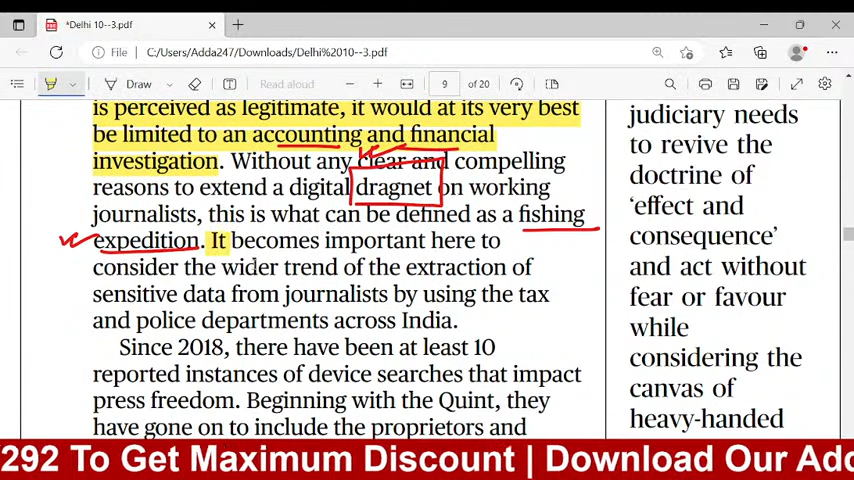 *Delhi 10--3.pdf
File
C:/Users/Adda247/Downloads/Delhi%2010--3.pdf
Draw
Read aloud
9
of 20
is perceived as legitimate, it would at its very best
be limited to an accounting and financial
investigation. Without any clear and compelling
reasons to extend a digital dragnet on working
journalists, this is what can be defined as a fishing
expedition. It becomes important here to
consider the wider trend of the extraction of
sensitive data from journalists by using the tax
and police departments across India.
Since 2018, there have been at least 10
reported instances of device searches that impact
press freedom. Beginning with the Quint, they
have gone on to include the proprietors and
judiciary needs
to revive the
doctrine of
‘effect and
consequence’
and act without
fear or favour
while
considering the
canvas of
heavy-handed
292 To Get Maximum Discount | Download Our Add